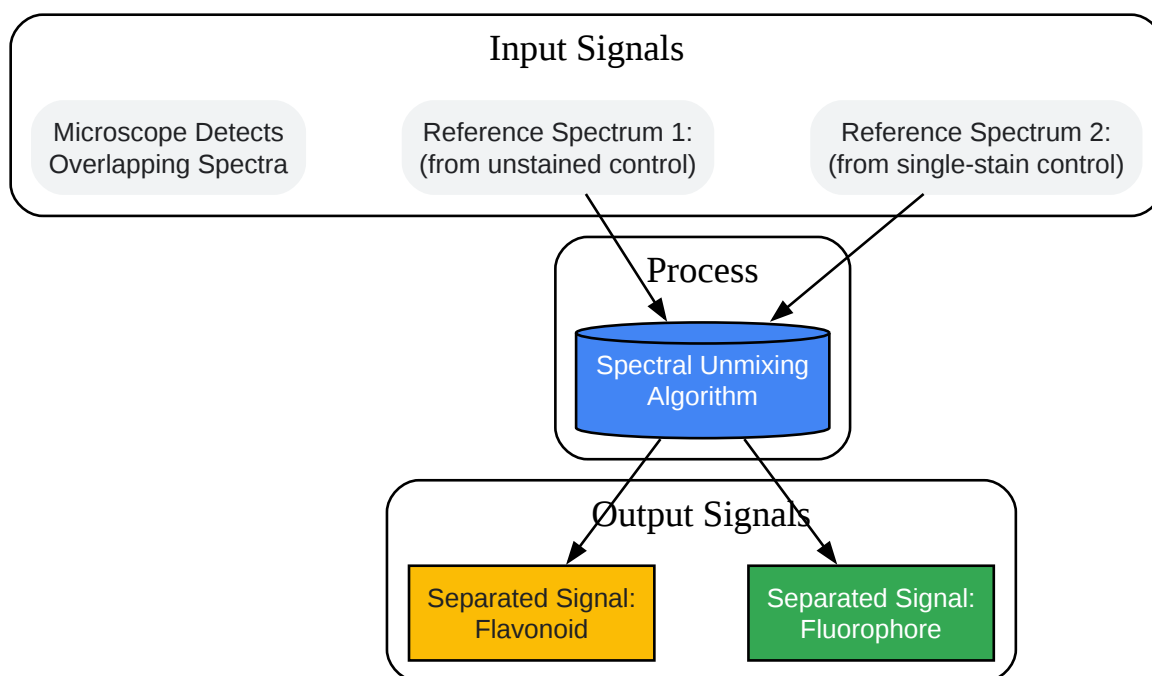 Input Signals
Microscope Detects
Overlapping Spectra
Reference Spectrum 1:
(from unstained control)
Reference Spectrum 2:
(from single-stain control)
Process
Spectral Unmixing
Algorithm
Output Signals
Separated Signal:
Flavonoid
Separated Signal:
Fluorophore